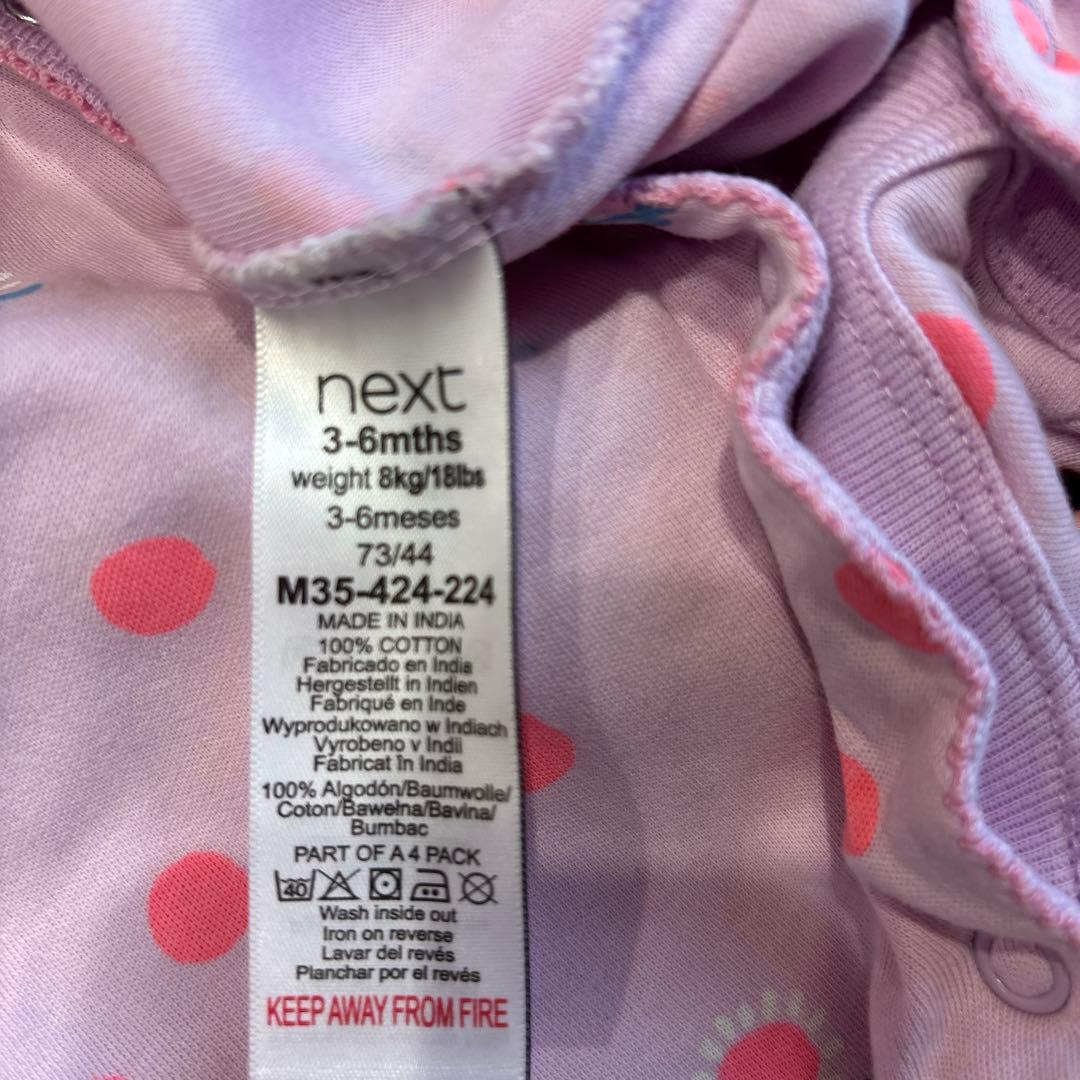 next
3-6mths
weight 8kg/18lbs
3-6meses
73/44
M35-424-224
MADE IN INDIA
100% COTTON
Fabricado en India
Hergestellt in Indien
Fabriqué en Inde
Wyprodukowano w Indiach
Vyrobeno v Indii
Fabricat în India
100% Algodón/Baumwolle/
Coton/Bawełna/Bavlna/
Bumbac
PART OF A 4 PACK
40
Wash inside out
Iron on reverse
Lavar del revés
Planchar por el revés
KEEP AWAY FROM FIRE